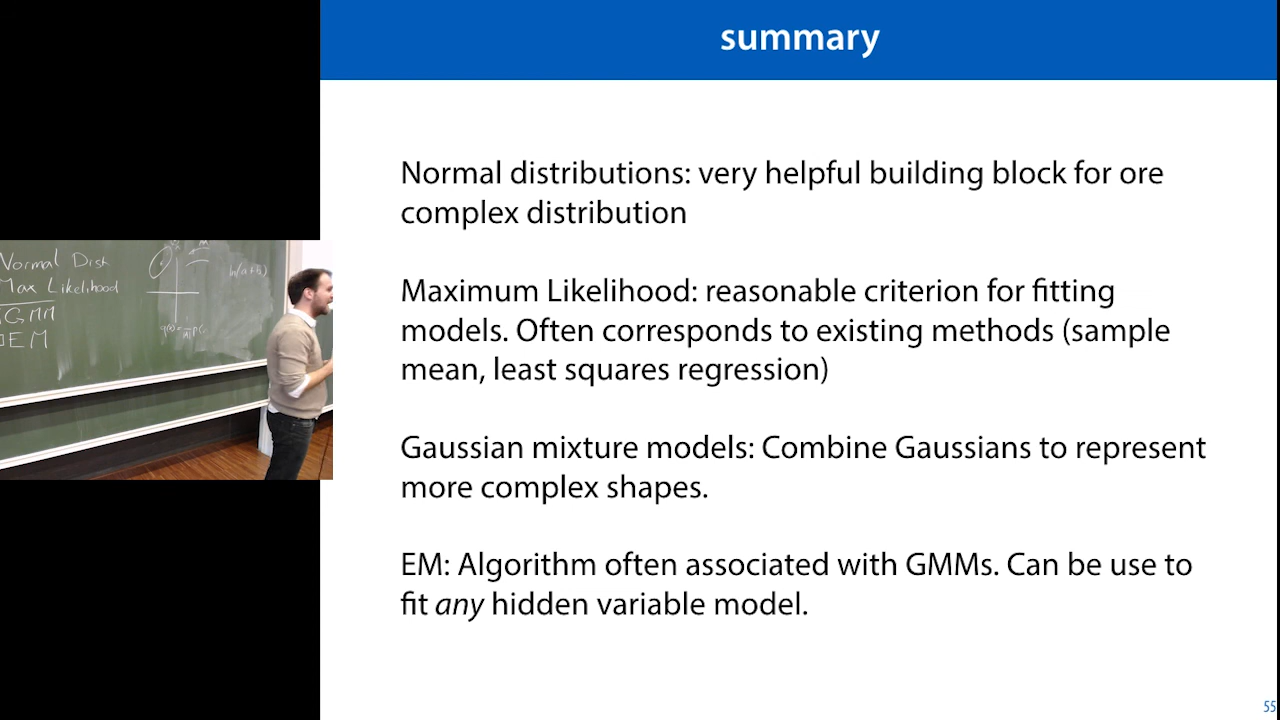 summary
Normal distributions: very helpful building block for ore
complex distribution
Maximum Likelihood: reasonable criterion for fitting
models. Often corresponds to existing methods (sample
mean, least squares regression)
Gaussian mixture models: Combine Gaussians to represent
more complex shapes.
EM: Algorithm often associated with GMMs. Can be use to
fit any hidden variable model.
55
Normal Dist
Max Likelihood
GMM
EM